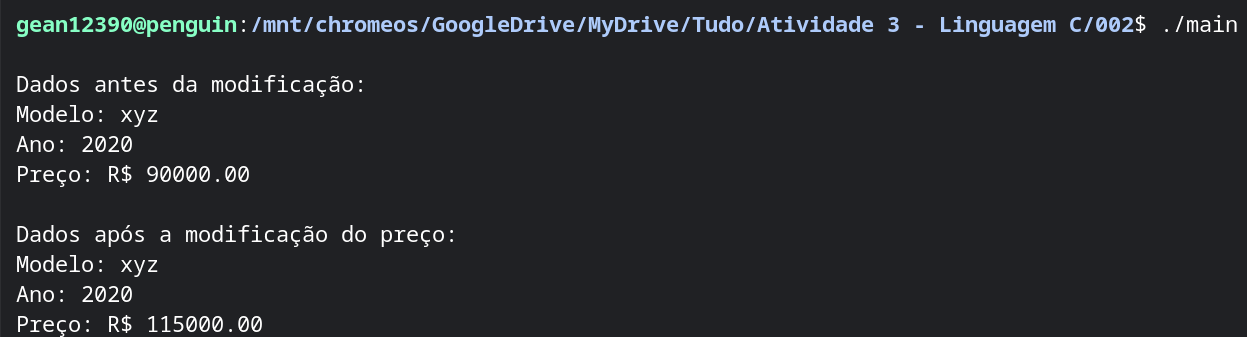 gean12390@penguin:/mnt/chromeos/GoogleDrive/MyDrive/Tudo/Atividade 3 - Linguagem C/002$ ./main
Dados antes da modificação:
Modelo: xyz
Ano: 2020
Preço: R$ 90000.00
Dados após a modificação do preço:
Modelo: xyz
Ano: 2020
Preço: R$ 115000.00